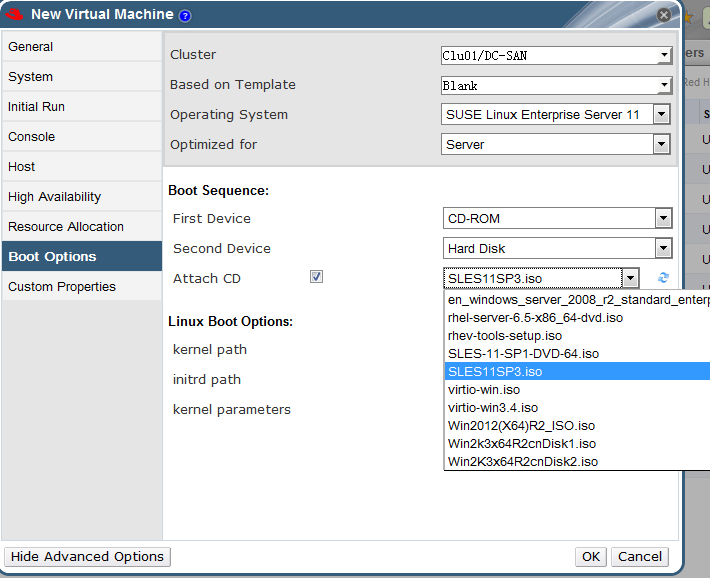 New Virtual Machine
General
System
Initial Run
Console
Host
High Availability
Resource Allocation
Boot Options
Custom Properties
Cluster Clu01/DC-SAN
Based on Template Blank
Operating System SUSE Linux Enterprise Server 11
Optimized for Server
Boot Sequence:
First Device CD-ROM
Second Device Hard Disk
Attach CD SLES11SP3.iso
en_windows_server_2008_r2_standard_enterp
rhel-server-6.5-x86_64-dvd.iso
rhev-tools-setup.iso
SLES-11-SP1-DVD-64.iso
SLES11SP3.iso
virtio-win.iso
virtio-win3.4.iso
Win2012(X64)R2_ISO.iso
Win2k3x64R2cnDisk1.iso
Win2K3x64R2cnDisk2.iso
Linux Boot Options:
kernel path
initrd path
kernel parameters
Hide Advanced Options
OK Cancel
ers
Red H
S
U
U
U
U
U